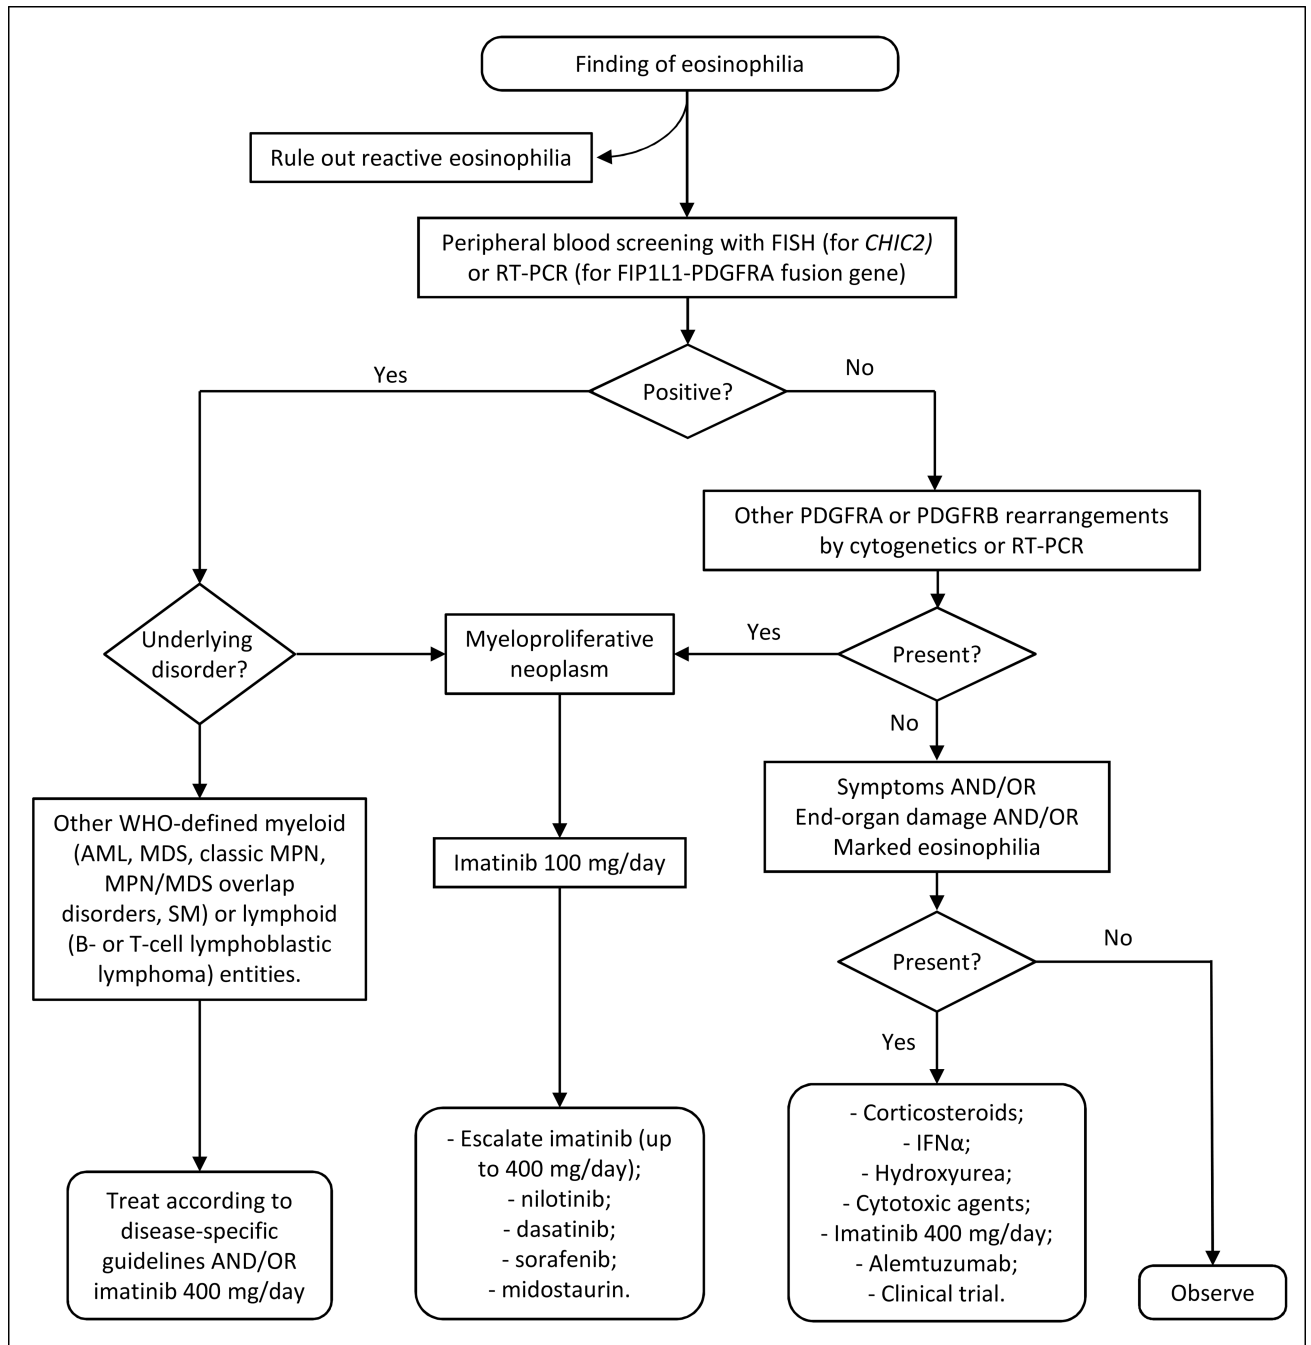 Finding of eosinophilia
Rule out reactive eosinophilia
Peripheral blood screening with FISH (for CHIC2)
or RT-PCR (for FIP1L1-PDGFRA fusion gene)
Yes
Positive?
No
Other PDGFRA or PDGFRB rearrangements
by cytogenetics or RT-PCR
Underlying
disorder?
Myeloproliferative
neoplasm
Yes
Present?
No
Symptoms AND/OR
End-organ damage AND/OR
Marked eosinophilia
Other WHO-defined myeloid
(AML, MDS, classic MPN,
MPN/MDS overlap
disorders, SM) or lymphoid
(B- or T-cell lymphoblastic
lymphoma) entities.
Imatinib 100 mg/day
Present?
No
Yes
Treat according to
disease-specific
guidelines AND/OR
imatinib 400 mg/day
- Escalate imatinib (up
to 400 mg/day);
- nilotinib;
- dasatinib;
- sorafenib;
- midostaurin.
- Corticosteroids;
- IFNα;
- Hydroxyurea;
- Cytotoxic agents;
- Imatinib 400 mg/day;
- Alemtuzumab;
- Clinical trial.
Observe